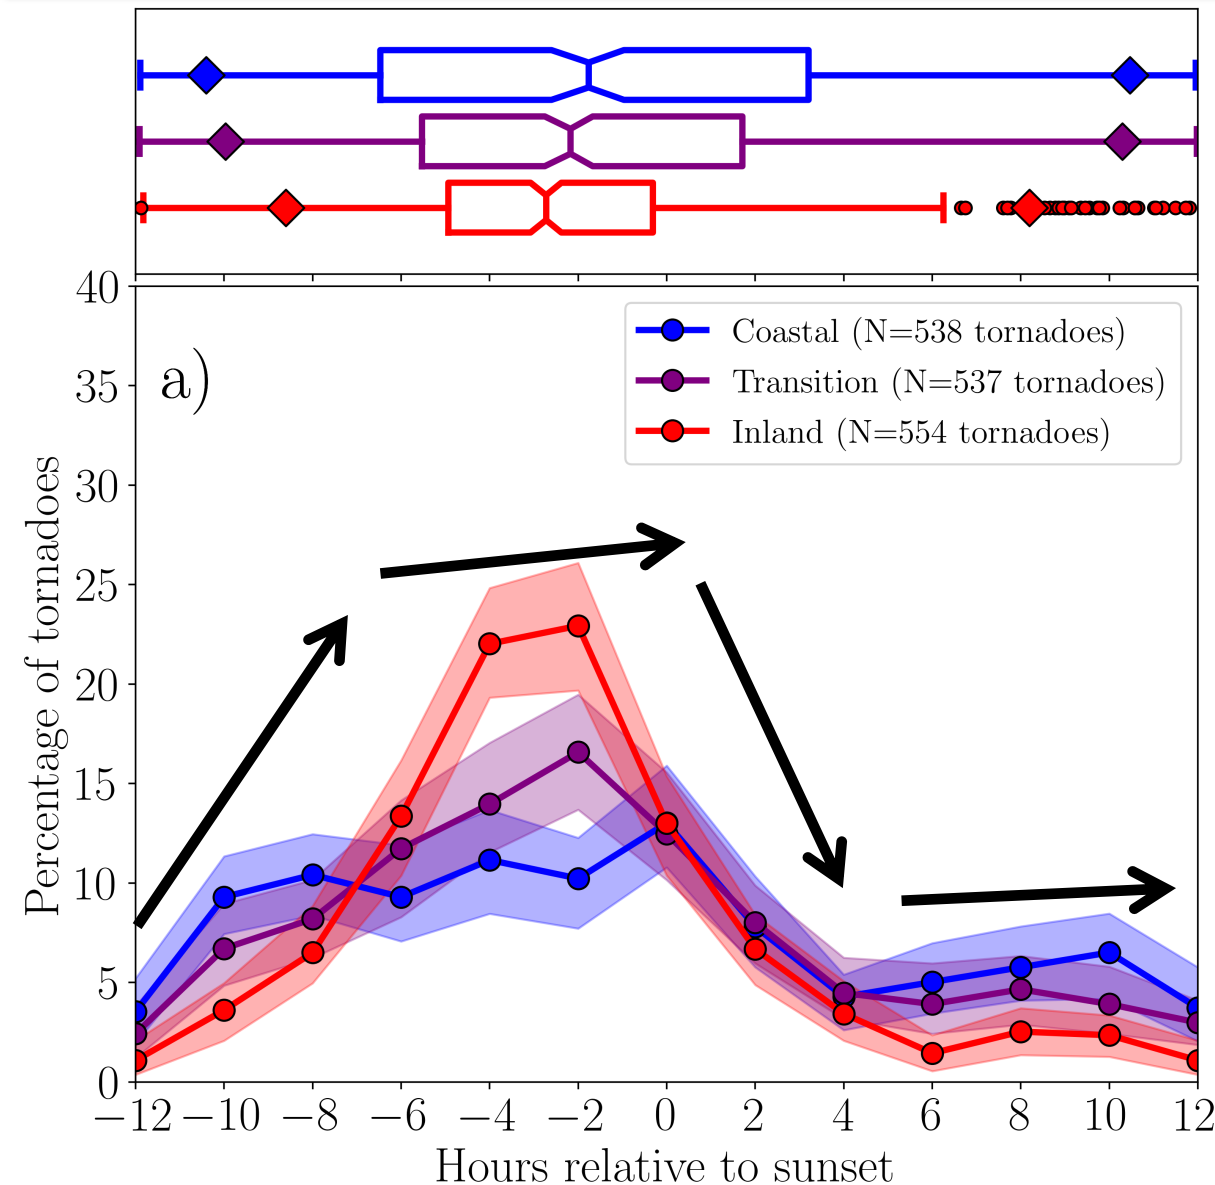 40
a)
35
30
25
20
15
10
5
0
Percentage of tornadoes
Coastal (N=538 tornadoes)
Transition (N=537 tornadoes)
Inland (N=554 tornadoes)
−12 −10 −8 −6 −4 −2 0 2 4 6 8 10 12
Hours relative to sunset